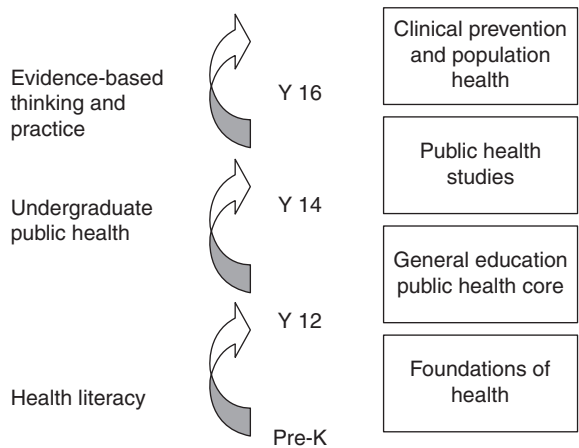 Clinical prevention
and population
health
Evidence-based
thinking and
practice
Y 16
Public health
studies
Undergraduate
public health
Y 14
General education
public health core
Y 12
Foundations of
health
Health literacy
Pre-K